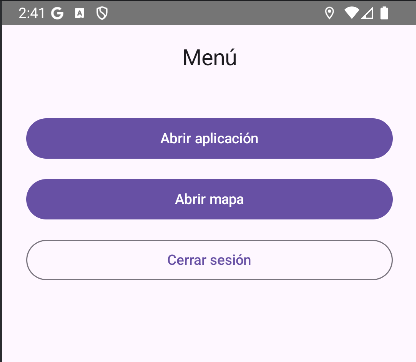 2:41
Menú
Abrir aplicación
Abrir mapa
Cerrar sesión